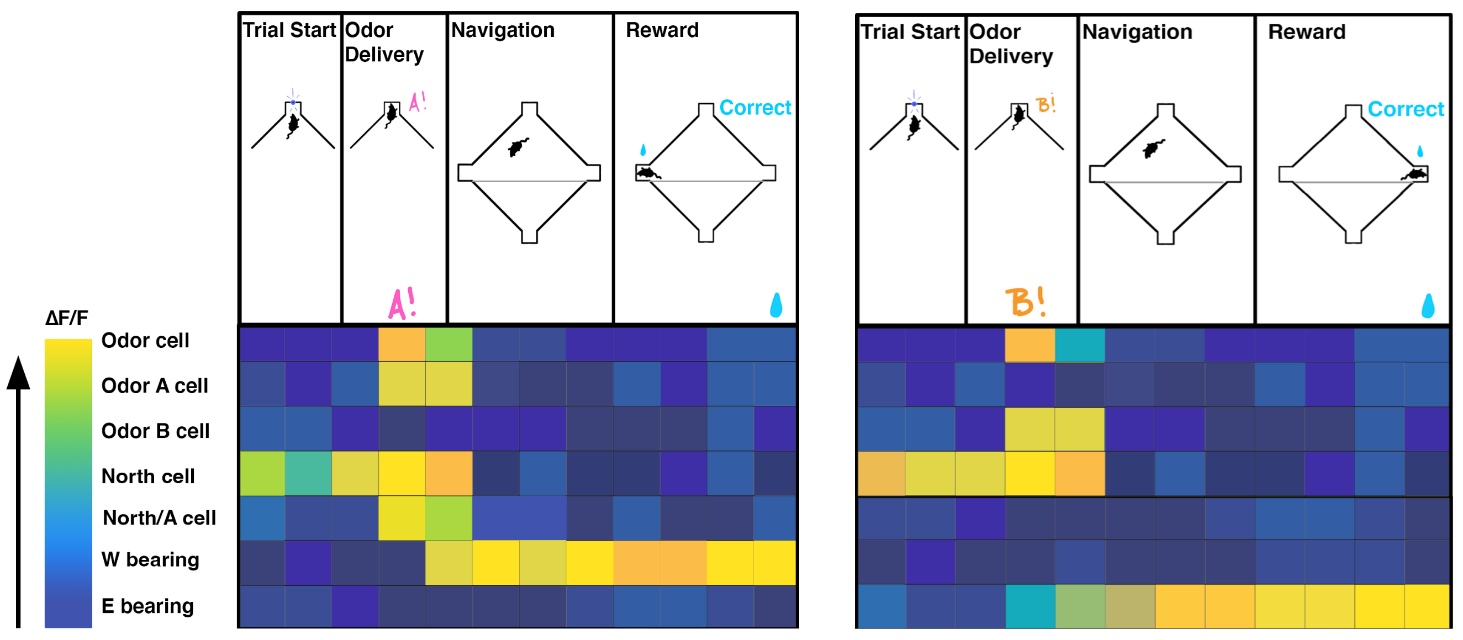 Trial Start
Odor
Delivery
Navigation
Reward
A!
Correct
A!
Trial Start
Odor
Delivery
Navigation
Reward
B!
Correct
B!
ΔF/F
Odor cell
Odor A cell
Odor B cell
North cell
North/A cell
W bearing
E bearing